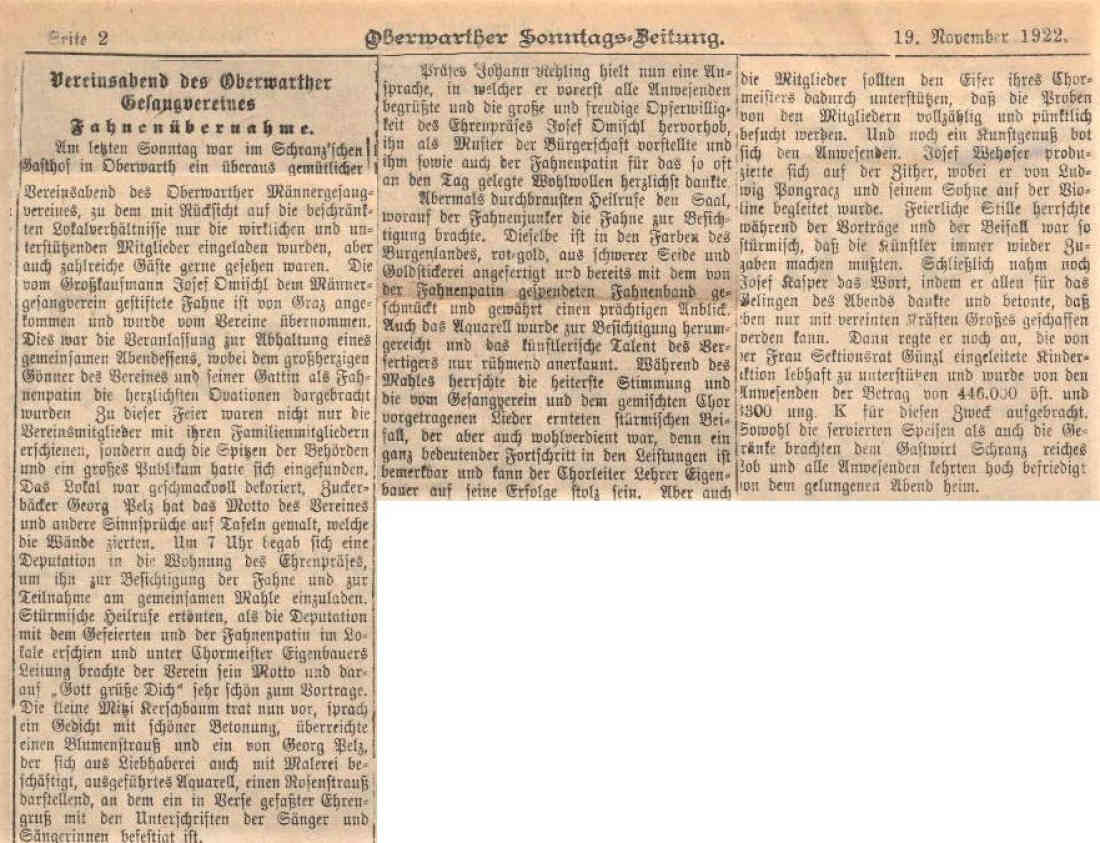 Seite 2
Oberwarther Sonntags-Zeitung.
19. November 1922.
Vereinsabend des Oberwarther
Gesangvereines
Fahnenübernahme.
Am letzten Sonntag war im Schranz'schen
Gasthof in Oberwarth ein überaus gemütlicher
Vereinsabend des Oberwarther Männergesang-
vereines, zu dem mit Rücksicht auf die beschränk-
ten Lokalverhältnisse nur die wirklichen und un-
terstützenden Mitglieder eingeladen wurden, aber
auch zahlreiche Gäste gerne gesehen waren. Die
vom Großkaufmann Josef Omischl dem Männer-
gesangverein gestiftete Fahne ist von Graz ange-
kommen und wurde vom Vereine übernommen.
Dies war die Veranlassung zur Abhaltung eines
gemeinsamen Abendessens, wobei dem großherzigen
Gönner des Vereines und seiner Gattin als Fah-
nenpatin die herzlichsten Ovationen dargebracht
wurden Zu dieser Feier waren nicht nur die
Vereinsmitglieder mit ihren Familienmitgliedern
erschienen, sondern auch die Spitzen der Behörden
und ein großes Publikum hatte sich eingefunden.
Das Lokal war geschmackvoll dekoriert, Zucker-
bäcker Georg Pelz hat das Motto des Vereines
und andere Sinnsprüche auf Tafeln gemalt, welche
die Wände zierten. Um 7 Uhr begab sich eine
Deputation in die Wohnung des Ehrenpräses,
um ihn zur Besichtigung der Fahne und zur
Teilnahme am gemeinsamen Mahle einzuladen.
Stürmische Heilrufe ertönten, als die Deputation
mit dem Gefeierten und der Fahnenpatin im Lo-
kale erschien und unter Chormeister Eigenbauers
Leitung brachte der Verein sein Motto und dar-
auf „Gott grüße Dich“ sehr schön zum Vortrage.
Die kleine Mitzi Kerschbaum trat nun vor, sprach
ein Gedicht mit schöner Betonung, überreichte
einen Blumenstrauß und ein von Georg Pelz,
der sich aus Liebhaberei auch mit Malerei be-
schäftigt, ausgeführtes Aquarell, einen Rosenstrauß
darstellend, an dem ein in Verse gefaßter Ehren-
gruß mit den Unterschriften der Sänger und
Sängerinnen befestigt ist.
Präses Johann Rehling hielt nun eine An-
sprache, in welcher er vorerst alle Anwesenden
begrüßte und die große und freudige Opferwillig-
keit des Ehrenpräses Josef Omischl hervorhob,
ihn als Muster der Bürgerschaft vorstellte und
ihm sowie auch der Fahnenpatin für das so oft
an den Tag gelegte Wohlwollen herzlichst dankte
Abermals durchbrausten Heilrufe den Saal,
worauf der Fahnenjunker die Fahne zur Besich-
tigung brachte. Dieselbe ist in den Farben des
Burgenlandes, rot-gold, aus schwerer Seide und
Goldstickerei angefertigt und bereits mit dem von
der Fahnenpatin gespendeten Fahnenband ge-
schmückt und gewährt einen prächtigen Anblick.
Auch das Aquarell wurde zur Besichtigung herum-
gereicht und das künstlerische Talent des Ver-
fertigers nur rühmend anerkannt. Während des
Mahles herrschte die heiterste Stimmung und
die vom Gesangverein und dem gemischten Chor
vorgetragenen Lieder ernteten stürmischen Bei-
fall, der aber auch wohlverdient war, denn ein
ganz bedeutender Fortschritt in den Leistungen ist
bemerkbar und kann der Chorleiter Lehrer Eigen-
bauer auf seine Erfolge stolz sein. Aber auch
die Mitglieder sollten den Eifer ihres Chor-
meisters dadurch unterstützen, daß die Proben
von den Mitgliedern vollzählig und pünktlich
besucht werden. Und noch ein Kunstgenuß bot
sich den Anwesenden. Josef Wehofer produ-
zierte sich auf der Zither, wobei er von Lud-
wig Pongracz und seinem Sohne auf der Vio-
line begleitet wurde. Feierliche Stille herrschte
während der Vorträge und der Beifall war so
stürmisch, daß die Künstler immer wieder Zu-
gaben machen mußten. Schließlich nahm noch
Josef Kasper das Wort, indem er allen für das
Gelingen des Abends dankte und betonte, daß
eben nur mit vereinten Kräften Großes geschaffen
werden kann. Dann regte er noch an, die von
der Frau Sektionsrat Günzl eingeleitete Kinder-
aktion lebhaft zu unterstützen und wurde von den
Anwesenden der Betrag von 446.000 öst. und
300 ung. K für diesen Zweck aufgebracht.
Sowohl die servierten Speisen als auch die Ge-
tränke brachten dem Gastwirt Schranz reiches
Lob und alle Anwesenden kehrten hoch befriedigt
von dem gelungenen Abend heim.